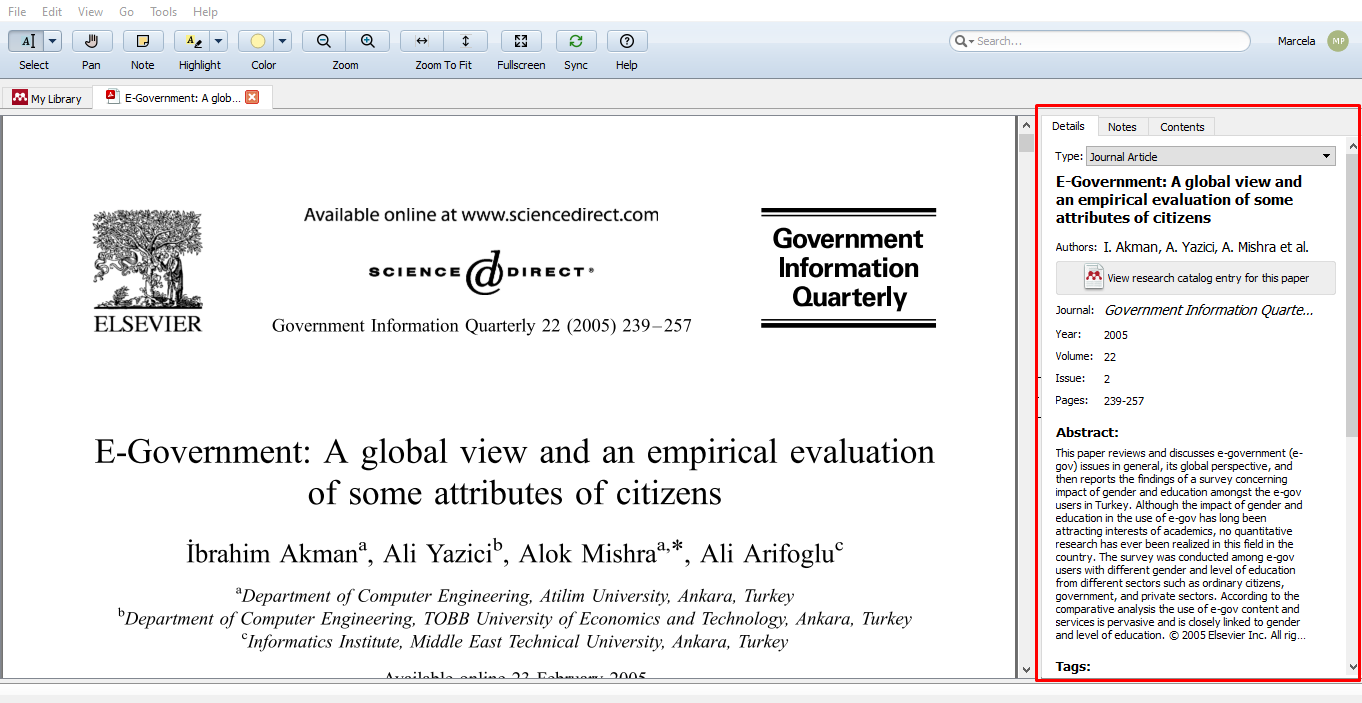 File Edit View Go Tools Help
AI
A
Select Pan Note Highlight Color Zoom Zoom To Fit Fullscreen Sync Help
Search...
Marcela MP
My Library
E-Government: A glob...
Available online at www.sciencedirect.com
SCIENCE d DIRECT®
ELSEVIER
Government Information Quarterly 22 (2005) 239–257
Government
Information
Quarterly
E-Government: A global view and an empirical evaluation
of some attributes of citizens
İbrahim Akmanᵃ, Ali Yaziciᵇ, Alok Mishraᵃ,*, Ali Arifogluᶜ
ᵃDepartment of Computer Engineering, Atilim University, Ankara, Turkey
ᵇDepartment of Computer Engineering, TOBB University of Economics and Technology, Ankara, Turkey
ᶜInformatics Institute, Middle East Technical University, Ankara, Turkey
Available online 23 February 2005
Details Notes Contents
Type: Journal Article
E-Government: A global view and
an empirical evaluation of some
attributes of citizens
Authors: I. Akman, A. Yazici, A. Mishra et al.
View research catalog entry for this paper
Journal: Government Information Quarte...
Year: 2005
Volume: 22
Issue: 2
Pages: 239-257
Abstract:
This paper reviews and discusses e-government (e-
gov) issues in general, its global perspective, and
then reports the findings of a survey concerning
impact of gender and education amongst the e-gov
users in Turkey. Although the impact of gender and
education in the use of e-gov has long been
attracting interests of academics, no quantitative
research has ever been realized in this field in the
country. The survey was conducted among e-gov
users with different gender and level of education
from different sectors such as ordinary citizens,
government, and private sectors. According to the
comparative analysis the use of e-gov content and
services is pervasive and is closely linked to gender
and level of education. © 2005 Elsevier Inc. All rig...
Tags: